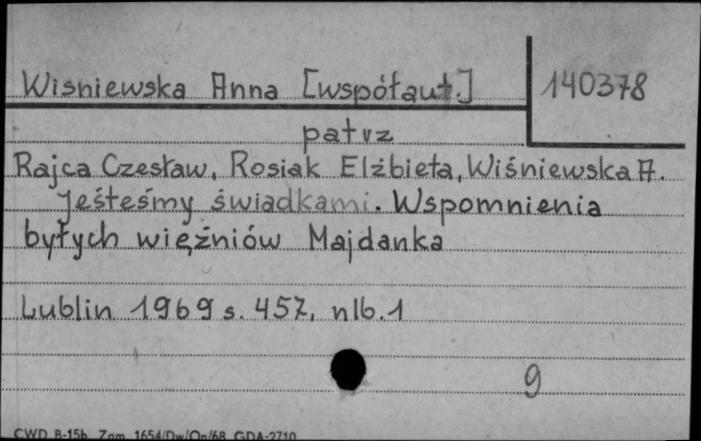 Wisniewska Anna [współaut.] 140378
patrz
Rajca Czesław, Rosiak Elżbieta, Wiśniewska A.
Jesteśmy świadkami. Wspomnienia
byłych więźniów Majdanka
Lublin 1969 s. 457, nlb. 1
9
CWD B-15b Zam. 1654/Dw/On/68 GDA-2710